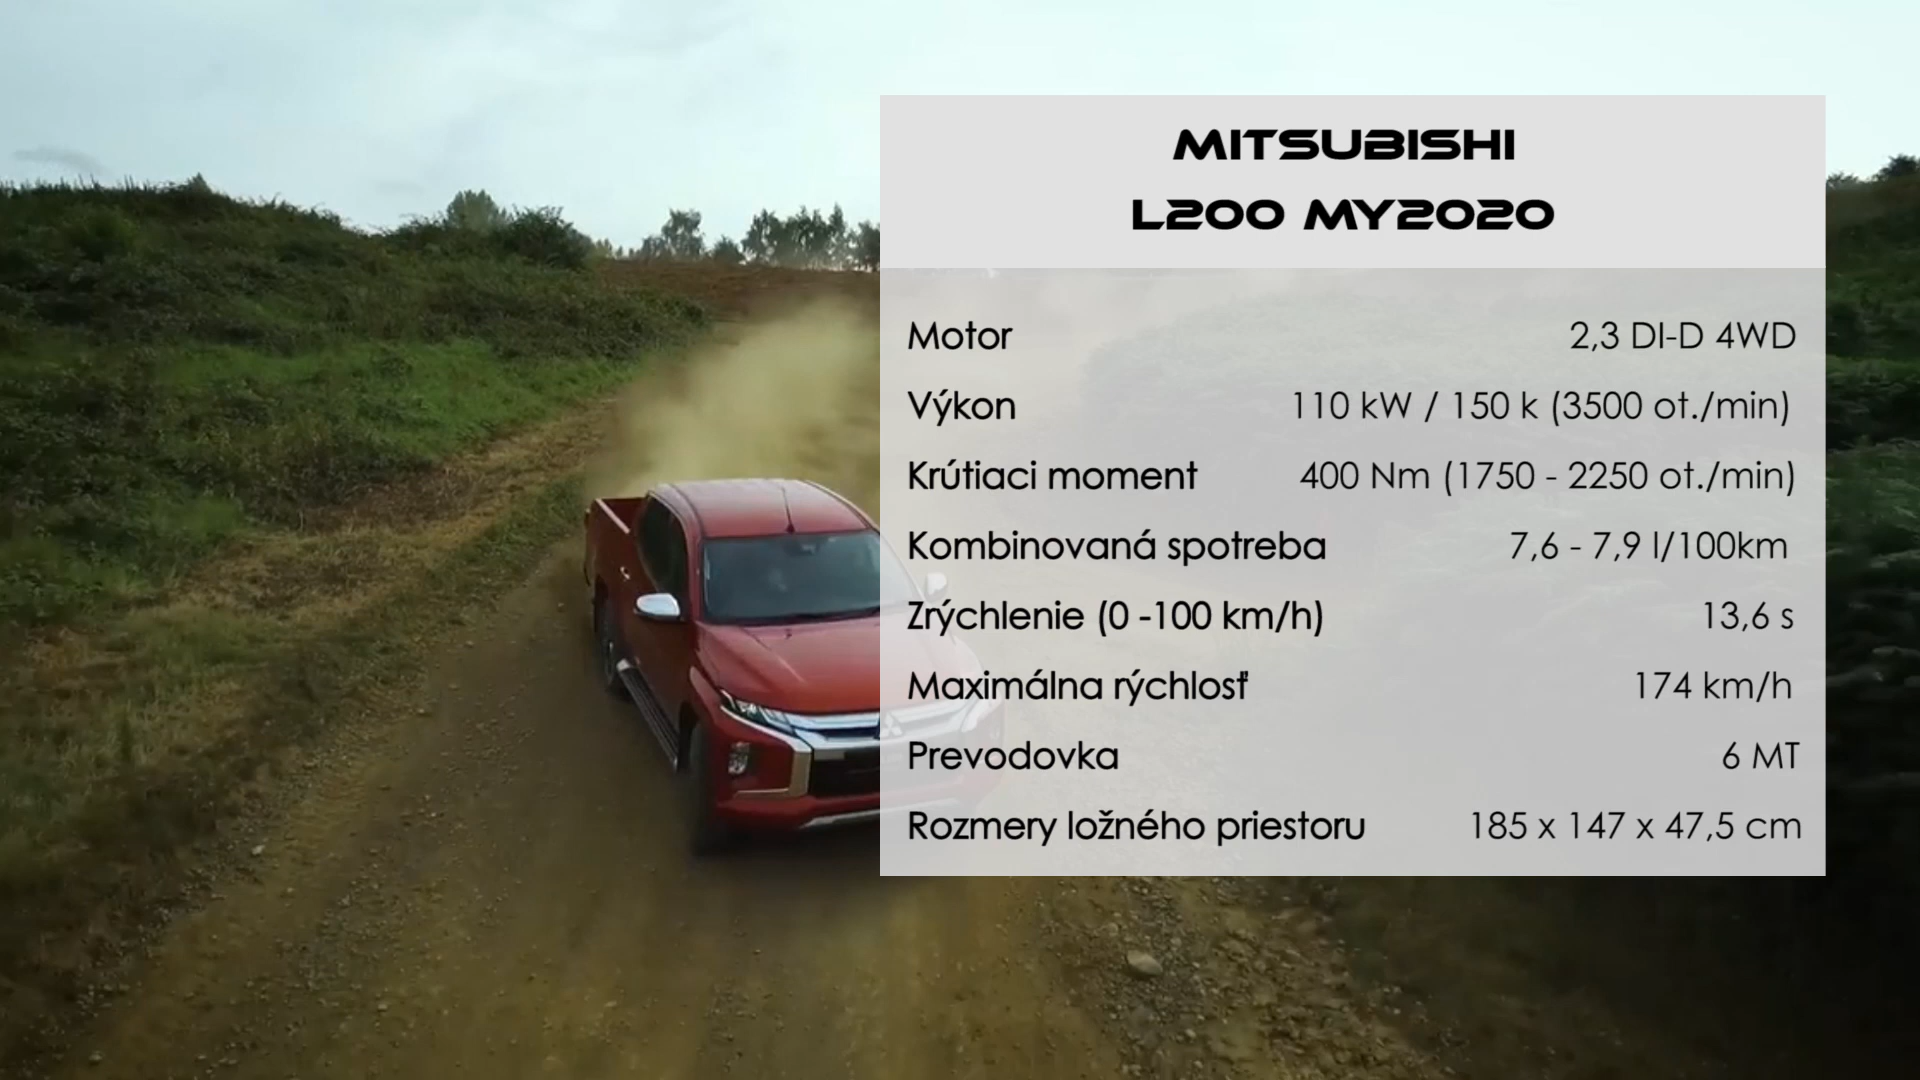 MITSUBISHI
L200 MY2020
Motor 2,3 DI-D 4WD
Výkon 110 kW / 150 k (3500 ot./min)
Krútiaci moment 400 Nm (1750 - 2250 ot./min)
Kombinovaná spotreba 7,6 - 7,9 l/100km
Zrýchlenie (0 -100 km/h) 13,6 s
Maximálna rýchlosť 174 km/h
Prevodovka 6 MT
Rozmery ložného priestoru 185 x 147 x 47,5 cm